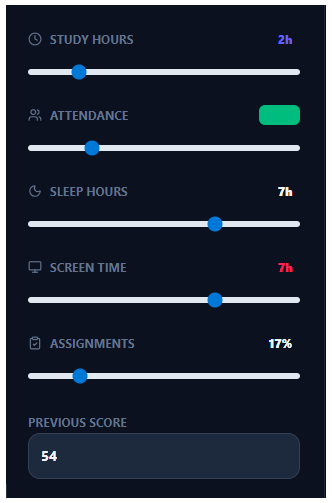 STUDY HOURS 2h
ATTENDANCE
SLEEP HOURS 7h
SCREEN TIME 7h
ASSIGNMENTS 17%
PREVIOUS SCORE
54